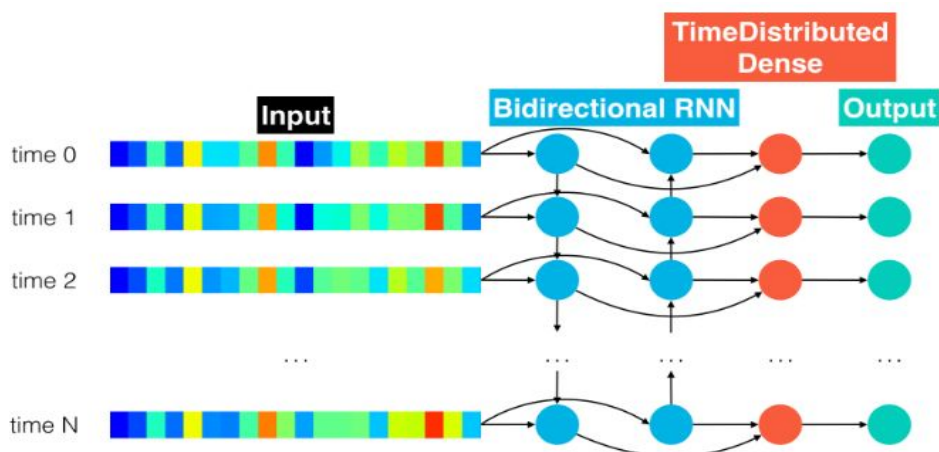 TimeDistributed
Dense
Input
Bidirectional RNN
Output
time 0
time 1
time 2
... ... ... ... ...
time N